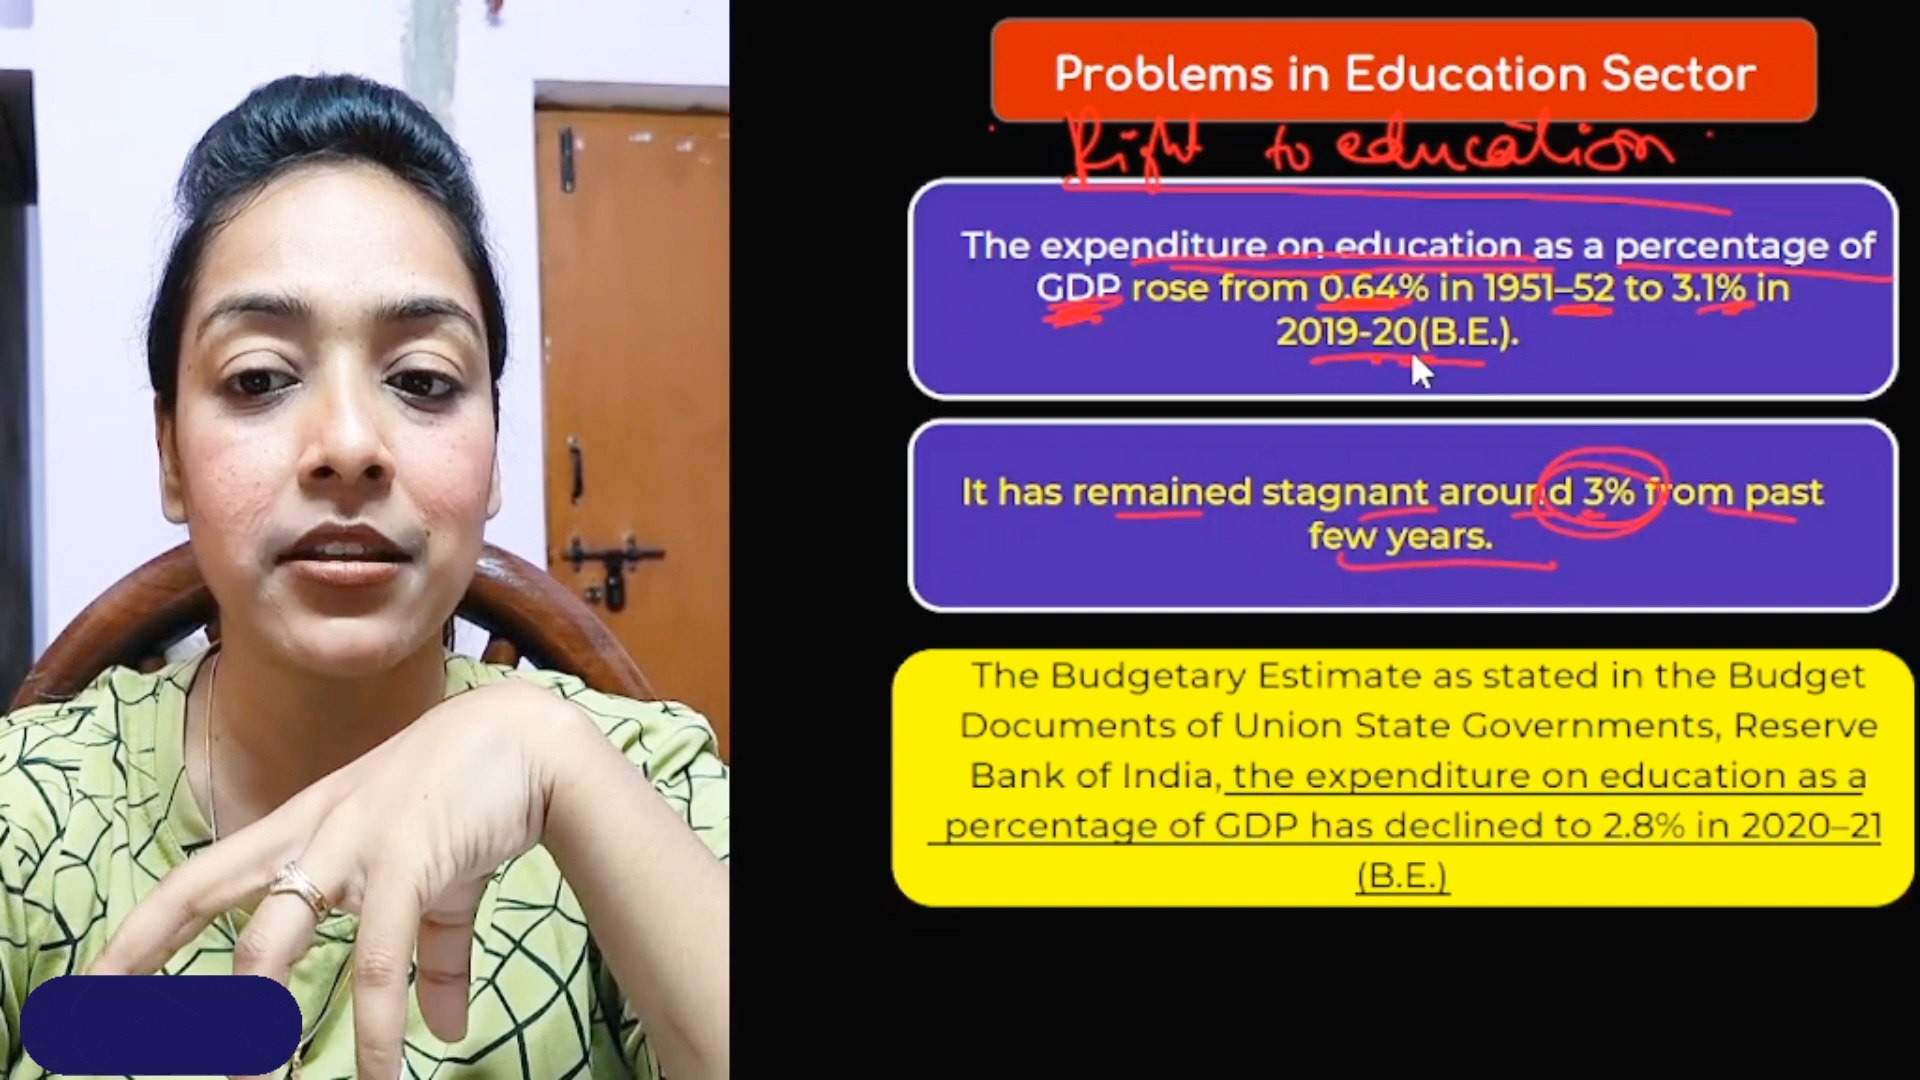 Problems in Education Sector
Right to education
The expenditure on education as a percentage of
GDP rose from 0.64% in 1951–52 to 3.1% in
2019-20(B.E.).
It has remained stagnant around 3% from past
few years.
The Budgetary Estimate as stated in the Budget
Documents of Union State Governments, Reserve
Bank of India, the expenditure on education as a
percentage of GDP has declined to 2.8% in 2020–21
(B.E.)